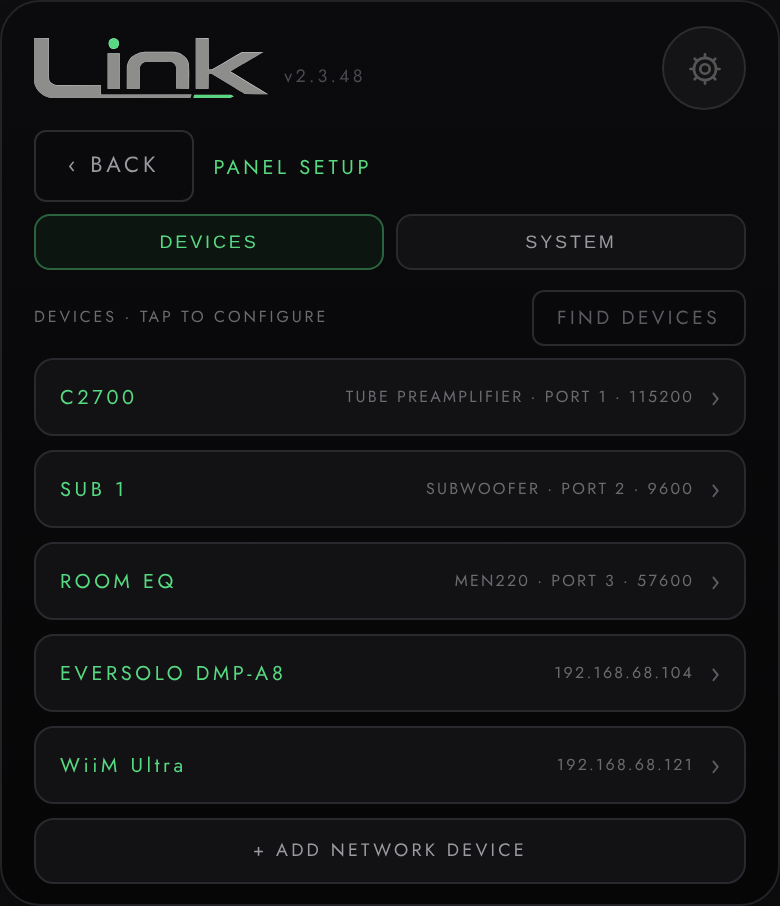 Link v2.3.48
‹ BACK PANEL SETUP
DEVICES SYSTEM
DEVICES · TAP TO CONFIGURE FIND DEVICES
C2700 TUBE PREAMPLIFIER · PORT 1 · 115200 ›
SUB 1 SUBWOOFER · PORT 2 · 9600 ›
ROOM EQ MEN220 · PORT 3 · 57600 ›
EVERSOLO DMP-A8 192.168.68.104 ›
WiiM Ultra 192.168.68.121 ›
+ ADD NETWORK DEVICE